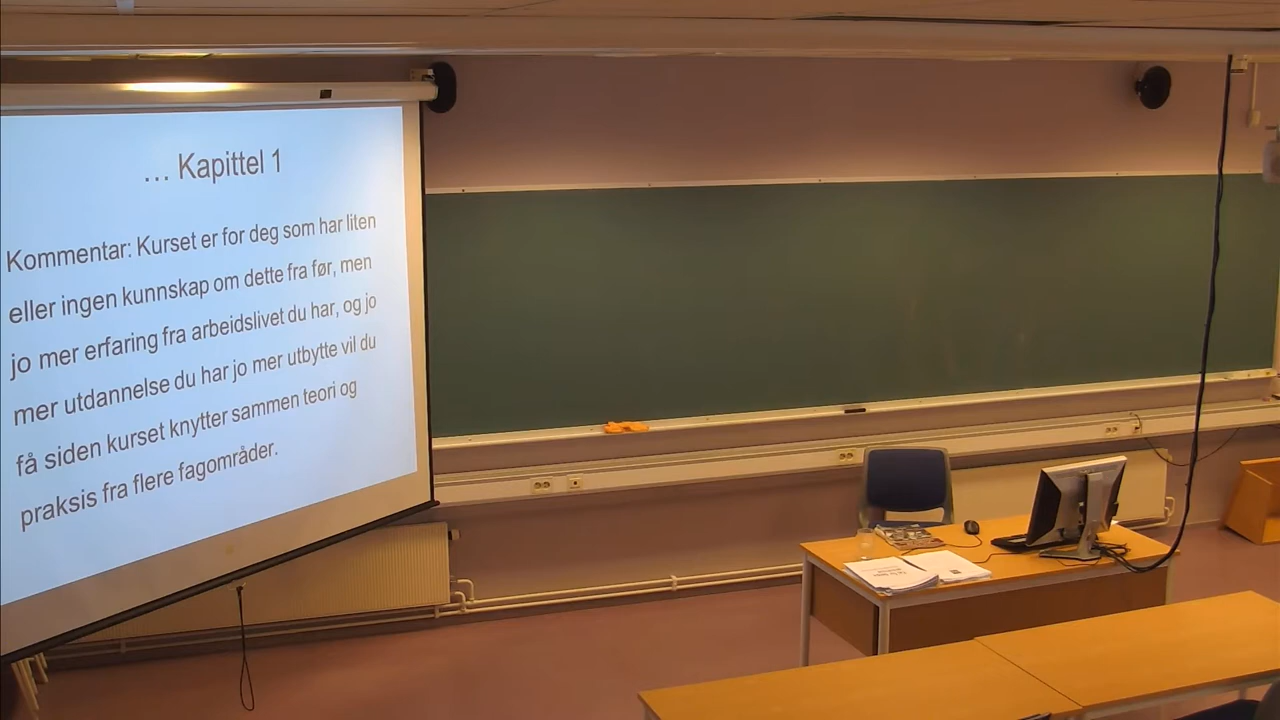 ... Kapittel 1
Kommentar: Kurset er for deg som har liten
eller ingen kunnskap om dette fra før, men
jo mer erfaring fra arbeidslivet du har, og jo
mer utdannelse du har jo mer utbytte vil du
få siden kurset knytter sammen teori og
praksis fra flere fagområder.